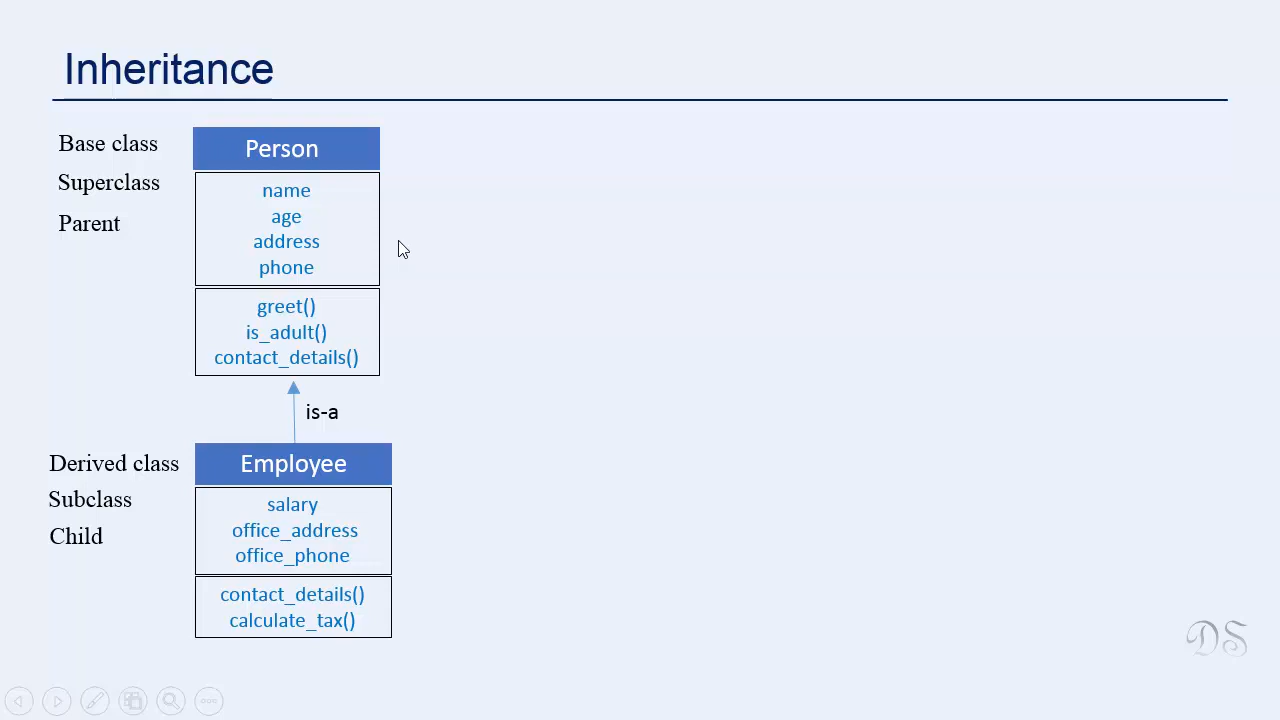 Inheritance
Base class
Superclass
Parent
Person
name
age
address
phone
greet()
is_adult()
contact_details()
is-a
Derived class
Subclass
Child
Employee
salary
office_address
office_phone
contact_details()
calculate_tax()
DS